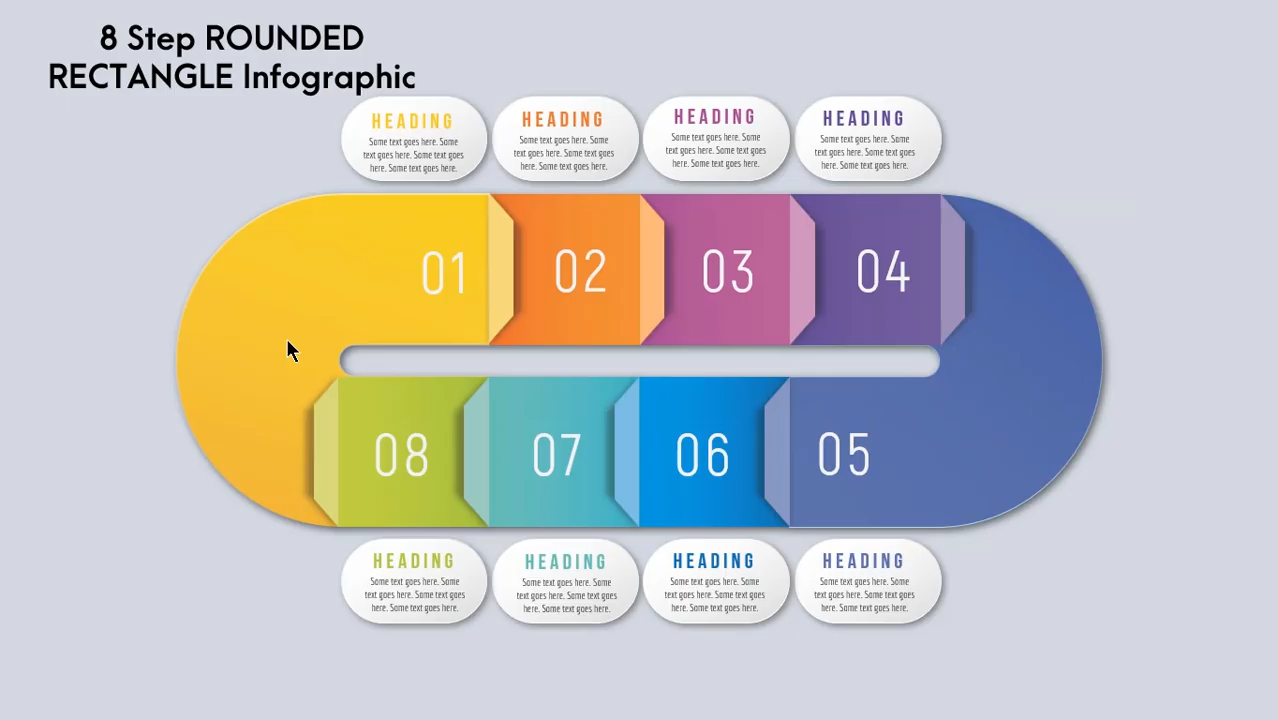 8 Step ROUNDED
RECTANGLE Infographic
HEADING
Some text goes here. Some
text goes here. Some text goes
here. Some text goes here.
HEADING
Some text goes here. Some
text goes here. Some text goes
here. Some text goes here.
HEADING
Some text goes here. Some
text goes here. Some text goes
here. Some text goes here.
HEADING
Some text goes here. Some
text goes here. Some text goes
here. Some text goes here.
01
02
03
04
08
07
06
05
HEADING
Some text goes here. Some
text goes here. Some text goes
here. Some text goes here.
HEADING
Some text goes here. Some
text goes here. Some text goes
here. Some text goes here.
HEADING
Some text goes here. Some
text goes here. Some text goes
here. Some text goes here.
HEADING
Some text goes here. Some
text goes here. Some text goes
here. Some text goes here.